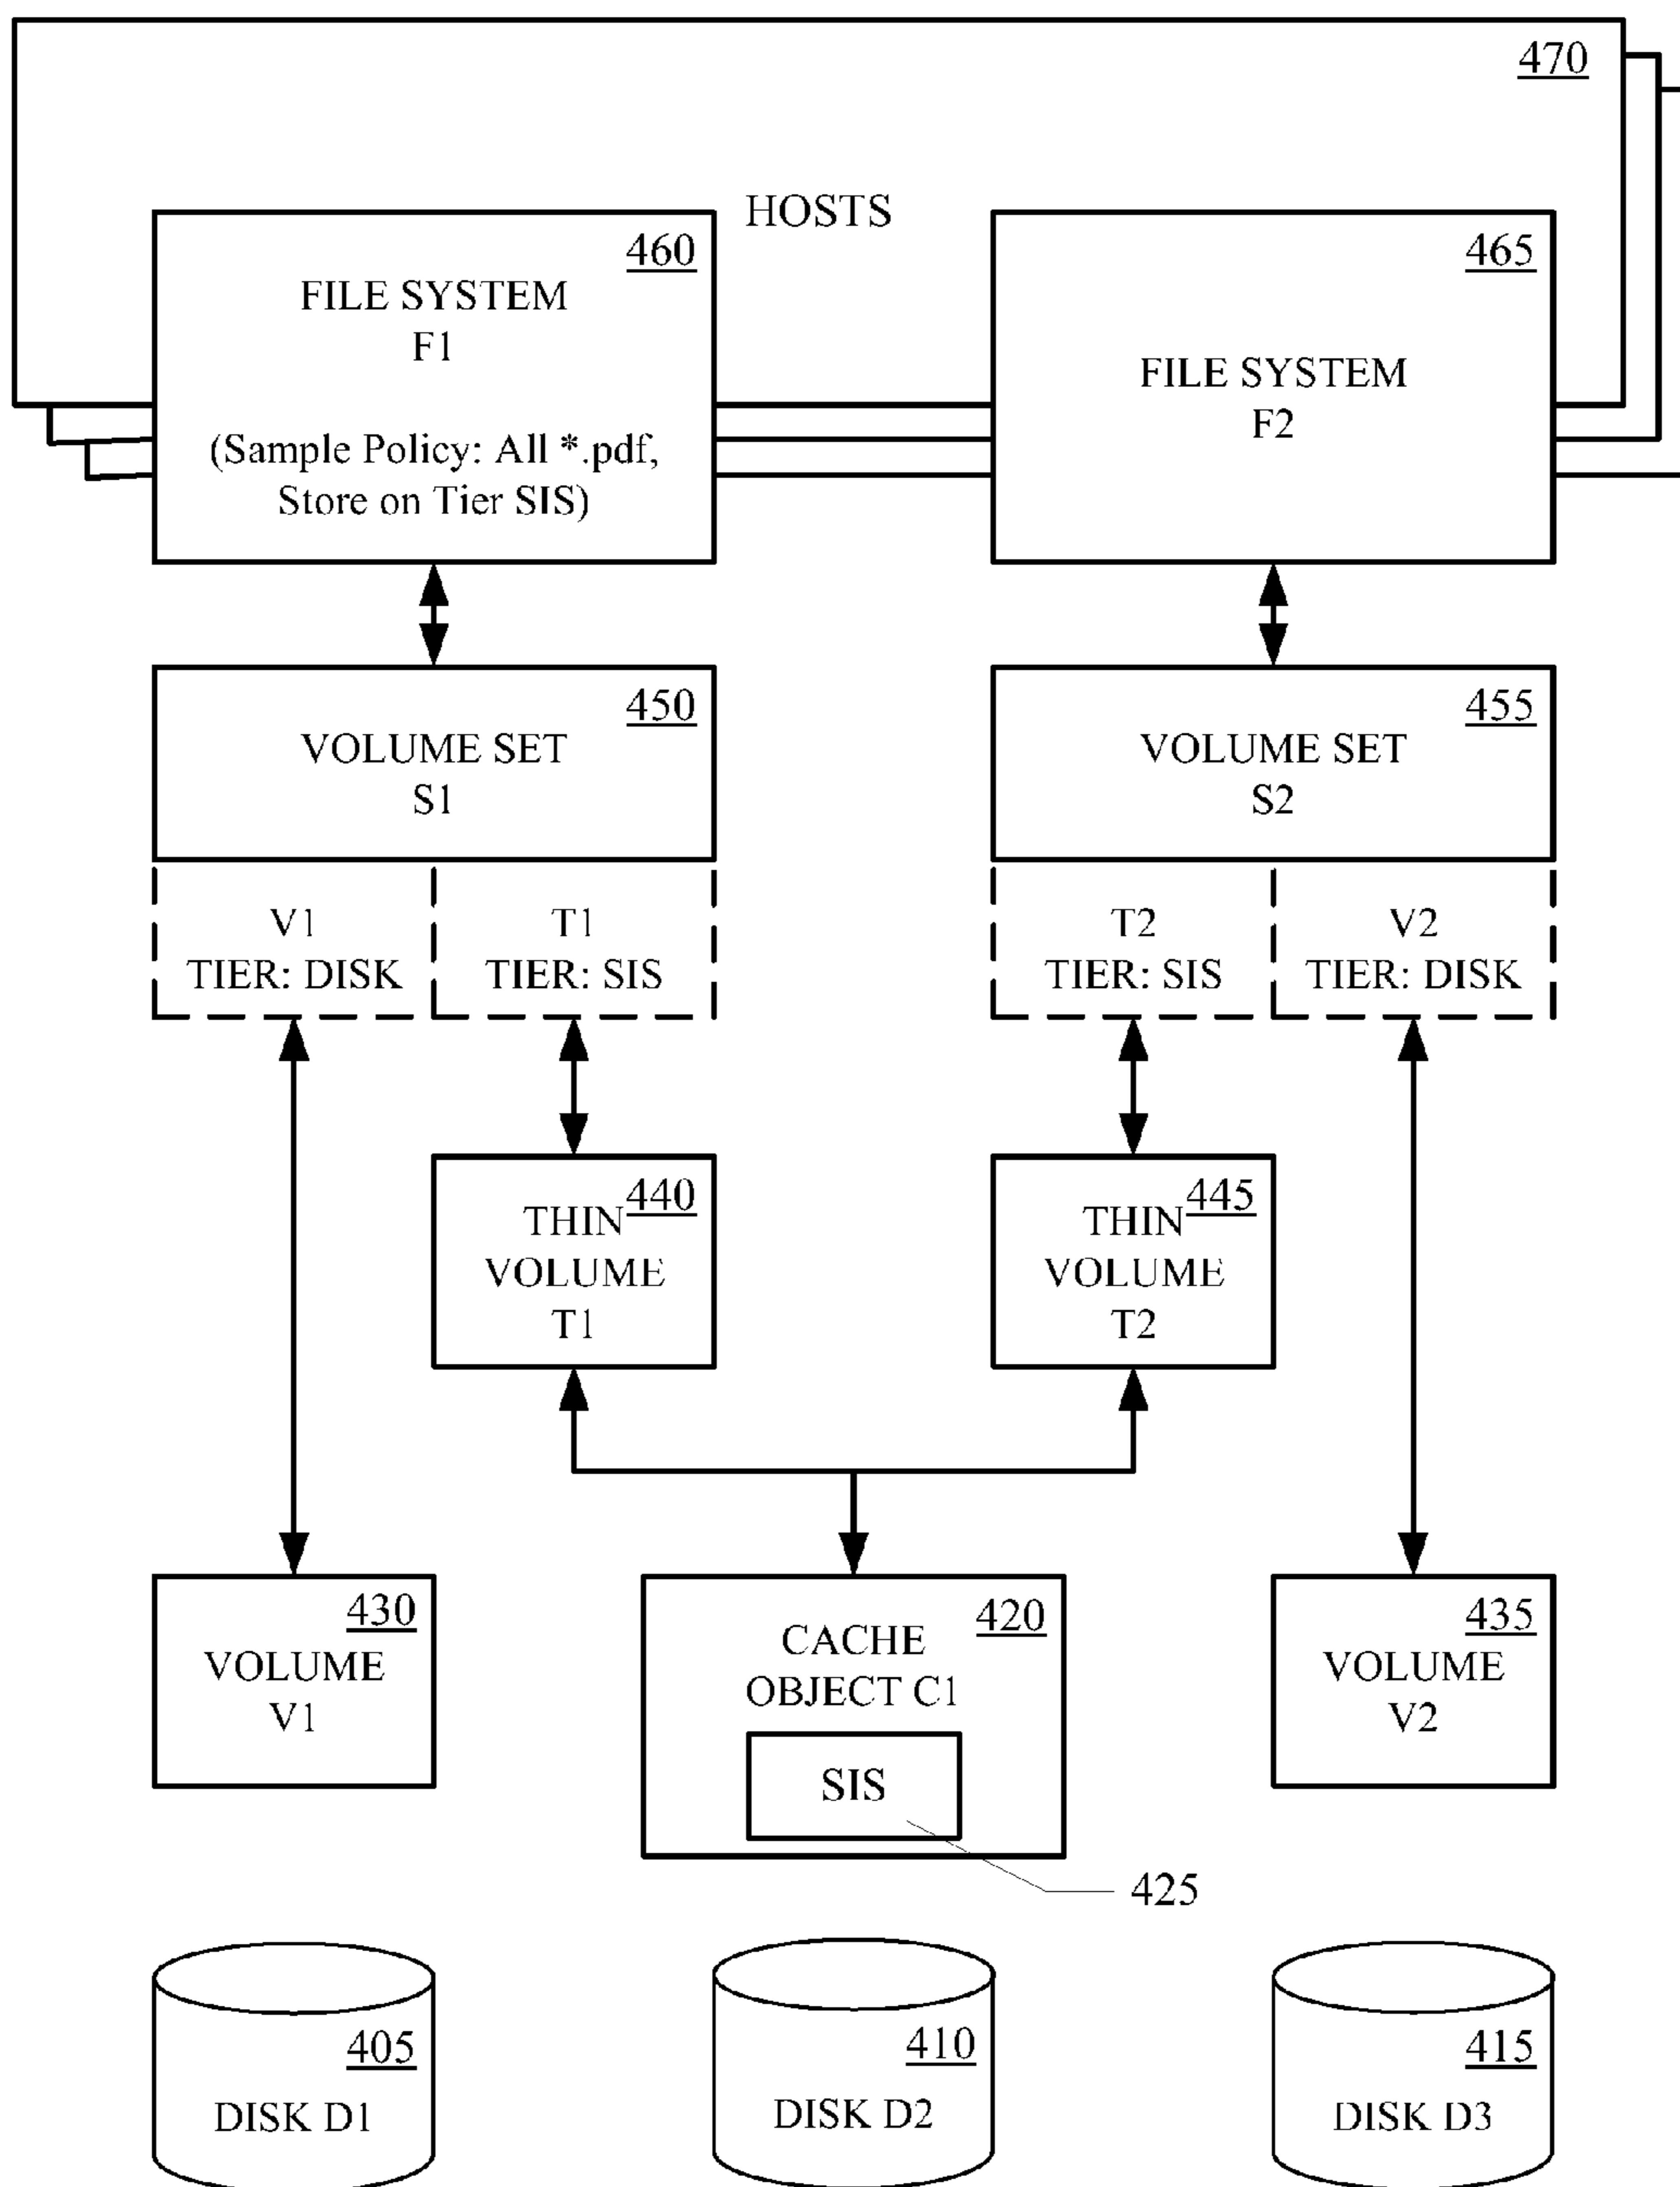 470
HOSTS
460
FILE SYSTEM
F1
(Sample Policy: All *.pdf,
Store on Tier SIS)
465
FILE SYSTEM
F2
450
VOLUME SET
S1
455
VOLUME SET
S2
V1
TIER: DISK
T1
TIER: SIS
T2
TIER: SIS
V2
TIER: DISK
440
THIN
VOLUME
T1
445
THIN
VOLUME
T2
430
VOLUME
V1
420
CACHE
OBJECT C1
SIS
425
435
VOLUME
V2
405
DISK D1
410
DISK D2
415
DISK D3